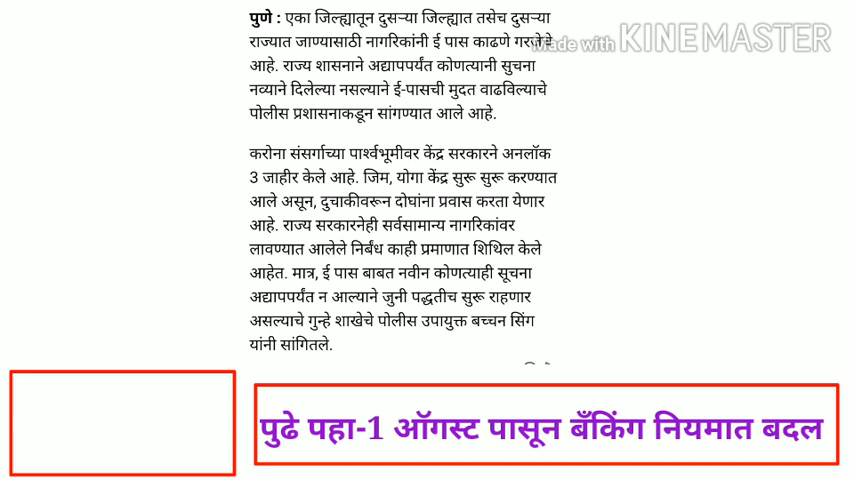 पुणे : एका जिल्ह्यातून दुसऱ्या जिल्ह्यात तसेच दुसऱ्या
राज्यात जाण्यासाठी नागरिकांनी ई पास काढणे गरजेचे
Made with KINEMASTER
आहे. राज्य शासनाने अद्यापपर्यंत कोणत्यानी सुचना
नव्याने दिलेल्या नसल्याने ई-पासची मुदत वाढविल्याचे
पोलीस प्रशासनाकडून सांगण्यात आले आहे.
करोना संसर्गाच्या पार्श्वभूमीवर केंद्र सरकारने अनलॉक
3 जाहीर केले आहे. जिम, योगा केंद्र सुरू सुरू करण्यात
आले असून, दुचाकीवरून दोघांना प्रवास करता येणार
आहे. राज्य सरकारनेही सर्वसामान्य नागरिकांवर
लावण्यात आलेले निर्बंध काही प्रमाणात शिथिल केले
आहेत. मात्र, ई पास बाबत नवीन कोणत्याही सूचना
अद्यापपर्यंत न आल्याने जुनी पद्धतीच सुरू राहणार
असल्याचे गुन्हे शाखेचे पोलीस उपायुक्त बच्चन सिंग
यांनी सांगितले.
पुढे पहा-1 ऑगस्ट पासून बँकिंग नियमात बदल